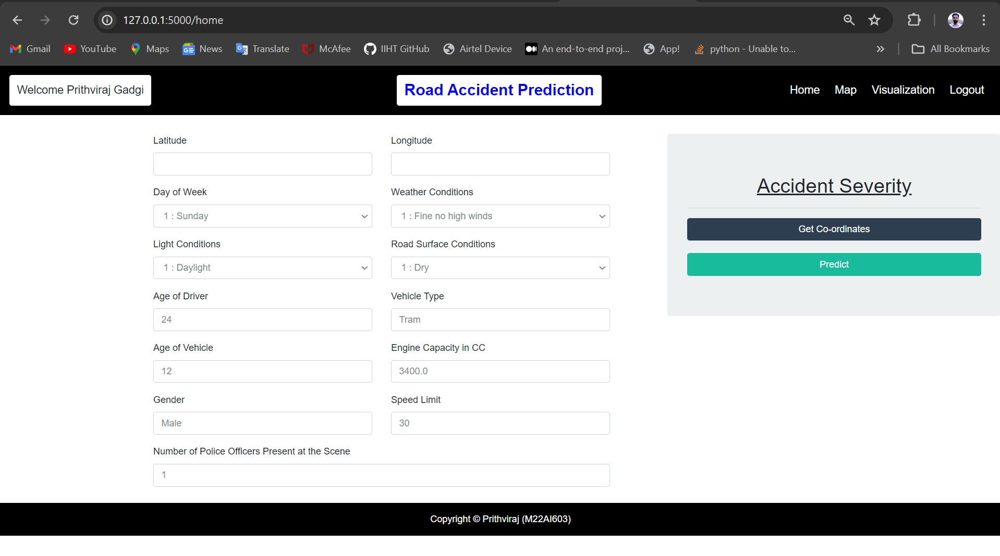 127.0.0.1:5000/home
Gmail YouTube Maps News Translate McAfee IIHT GitHub Airtel Device An end-to-end proj... App! python - Unable to... All Bookmarks
Welcome Prithviraj Gadgi Road Accident Prediction Home Map Visualization Logout
Latitude Longitude
Day of Week Weather Conditions
1 : Sunday 1 : Fine no high winds
Light Conditions Road Surface Conditions
1 : Daylight 1 : Dry
Age of Driver Vehicle Type
24 Tram
Age of Vehicle Engine Capacity in CC
12 3400.0
Gender Speed Limit
Male 30
Number of Police Officers Present at the Scene
1
Accident Severity
Get Co-ordinates
Predict
Copyright © Prithviraj (M22AI603)